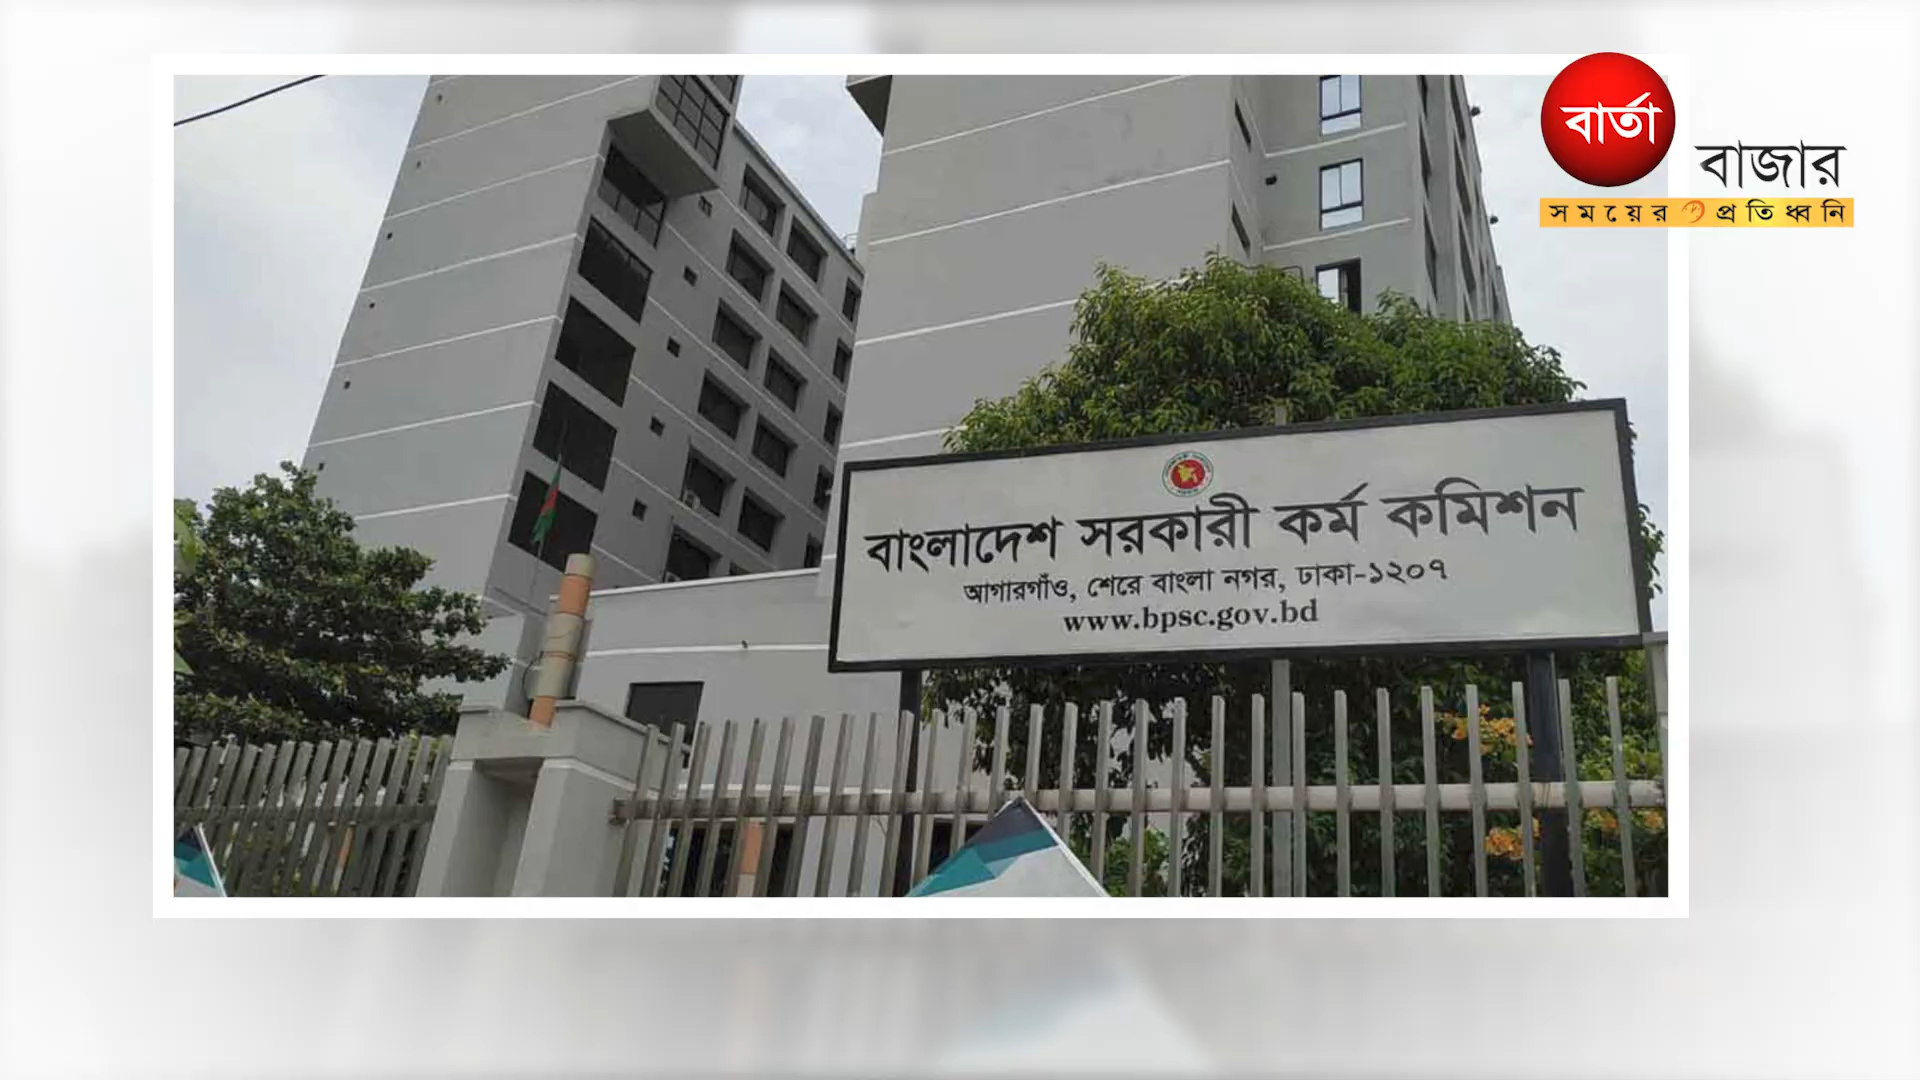 বার্তা
বাজার
সময়ের প্রতিধ্বনি
বাংলাদেশ সরকারী কর্ম কমিশন
আগারগাঁও, শেরে বাংলা নগর, ঢাকা-১২০৭
www.bpsc.gov.bd